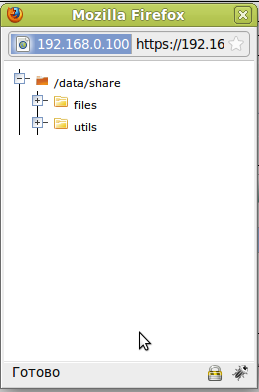 Mozilla Firefox
192.168.0.100 https://192.16
/data/share
files
utils
Готово